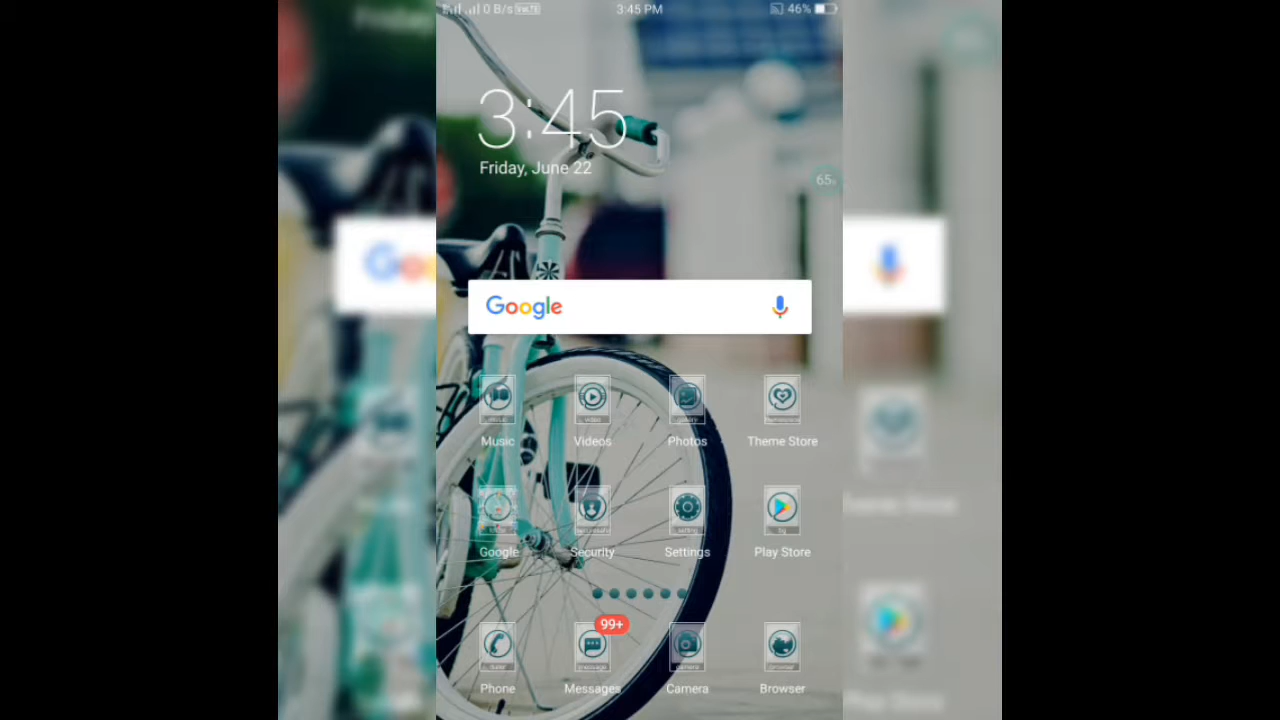 0 B/s VoLTE 3:45 PM 46%
3:45
Friday, June 22
65%
Google
Music Videos Photos Theme Store
Google Security Settings Play Store
99+
Phone Messages Camera Browser